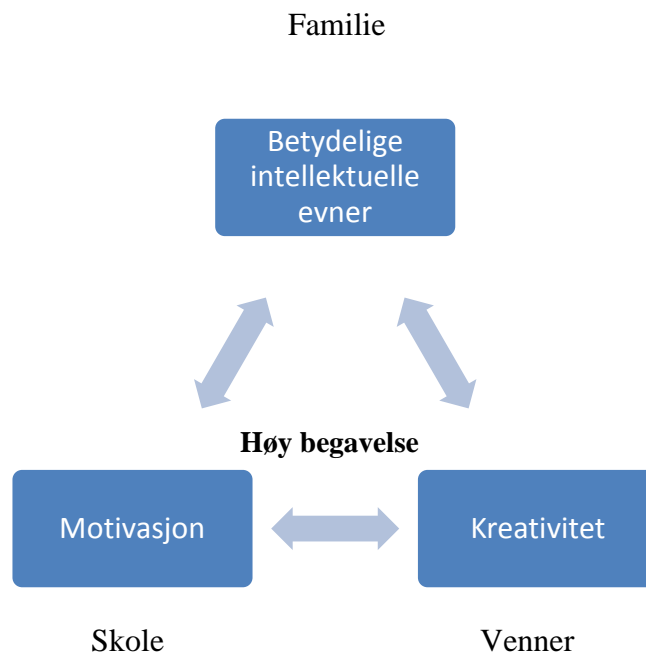 Familie
Betydelige
intellektuelle
evner
Høy begavelse
Motivasjon
Kreativitet
Skole
Venner